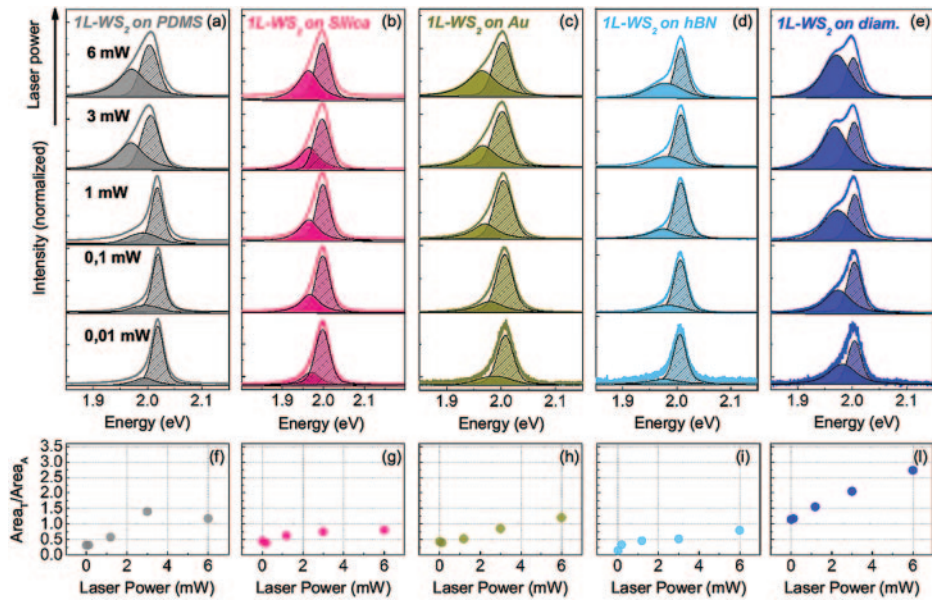 1L-WS2 on PDMS (a)
1L-WS2 on Silica (b)
1L-WS2 on Au (c)
1L-WS2 on hBN (d)
1L-WS2 on diam. (e)
Laser power
Intensity (normalized)
6 mW
3 mW
1 mW
0,1 mW
0,01 mW
1.9 2.0 2.1
1.9 2.0 2.1
1.9 2.0 2.1
1.9 2.0 2.1
1.9 2.0 2.1
Energy (eV)
Energy (eV)
Energy (eV)
Energy (eV)
Energy (eV)
AreaT/AreaA
3.5
3.0
2.5
2.0
1.5
1.0
0.5
0.0
(f)
(g)
(h)
(i)
(l)
0 2 4 6
0 2 4 6
0 2 4 6
0 2 4 6
0 2 4 6
Laser Power (mW)
Laser Power (mW)
Laser Power (mW)
Laser Power (mW)
Laser Power (mW)